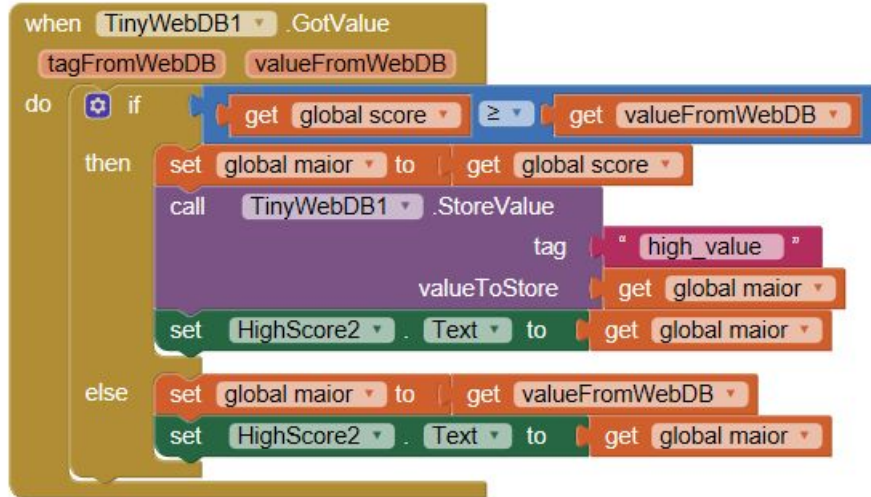 when TinyWebDB1 .GotValue
tagFromWebDB valueFromWebDB
do if get global score ≥ get valueFromWebDB
then set global maior to get global score
call TinyWebDB1 .StoreValue
tag " high_value "
valueToStore get global maior
set HighScore2 . Text to get global maior
else set global maior to get valueFromWebDB
set HighScore2 . Text to get global maior